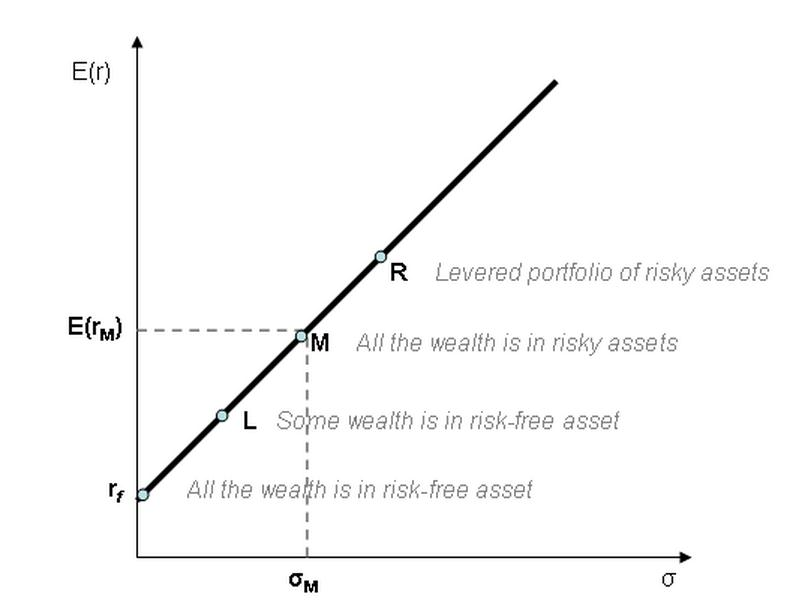 E(r)
R Levered portfolio of risky assets
E(rM)
M All the wealth is in risky assets
L Some wealth is in risk-free asset
rf All the wealth is in risk-free asset
σM σ